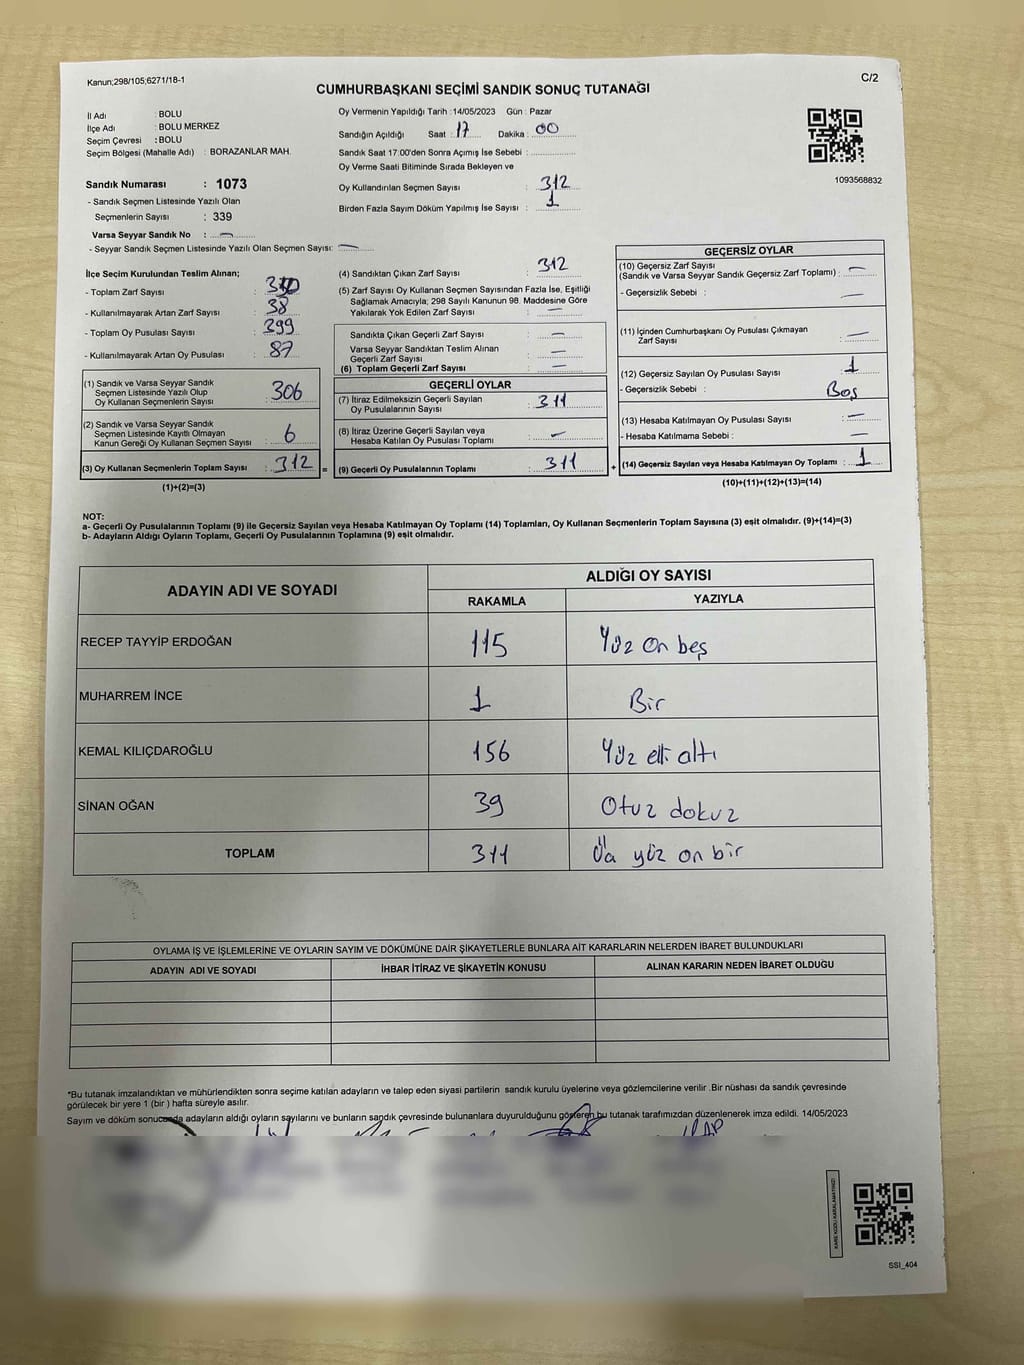 Kanun;298/105;6271/18-1
C/2
CUMHURBAŞKANI SEÇİMİ SANDIK SONUÇ TUTANAĞI
İl Adı : BOLU
İlçe Adı : BOLU MERKEZ
Seçim Çevresi : BOLU
Seçim Bölgesi (Mahalle Adı) : BORAZANLAR MAH.
Sandık Numarası : 1073
- Sandık Seçmen Listesinde Yazılı Olan
Seçmenlerin Sayısı : 339
Varsa Seyyar Sandık No : —
- Seyyar Sandık Seçmen Listesinde Yazılı Olan Seçmen Sayısı: —
Oy Vermenin Yapıldığı Tarih :14/05/2023 Gün : Pazar
Sandığın Açıldığı Saat : 17 Dakika : 00
Sandık Saat 17:00'den Sonra Açımış İse Sebebi :
Oy Verme Saati Bitiminde Sırada Bekleyen ve
Oy Kullandırılan Seçmen Sayısı : 312
Birden Fazla Sayım Döküm Yapılmış İse Sayısı : 1
1093568832
İlçe Seçim Kurulundan Teslim Alınan;
- Toplam Zarf Sayısı :
- Kullanılmayarak Artan Zarf Sayısı : 38
- Toplam Oy Pusulası Sayısı : 399
- Kullanılmayarak Artan Oy Pusulası : 87
(1) Sandık ve Varsa Seyyar Sandık
Seçmen Listesinde Yazılı Olup
Oy Kullanan Seçmenlerin Sayısı : 306
(2) Sandık ve Varsa Seyyar Sandık
Seçmen Listesinde Kayıtlı Olmayan
Kanun Gereği Oy Kullanan Seçmen Sayısı : 6
(3) Oy Kullanan Seçmenlerin Toplam Sayısı : 312 =
(1)+(2)=(3)
(4) Sandıktan Çıkan Zarf Sayısı : 312
(5) Zarf Sayısı Oy Kullanan Seçmen Sayısından Fazla İse, Eşitliği
Sağlamak Amacıyla; 298 Sayılı Kanunun 98. Maddesine Göre
Yakılarak Yok Edilen Zarf Sayısı : —
Sandıkta Çıkan Geçerli Zarf Sayısı : —
Varsa Seyyar Sandıktan Teslim Alınan
Geçerli Zarf Sayısı : —
(6) Toplam Geçerli Zarf Sayısı : —
GEÇERLİ OYLAR
(7) İtiraz Edilmeksizin Geçerli Sayılan
Oy Pusulalarının Sayısı : 311
(8) İtiraz Üzerine Geçerli Sayılan veya
Hesaba Katılan Oy Pusulası Toplamı : —
(9) Geçerli Oy Pusulalarının Toplamı : 311 +
GEÇERSİZ OYLAR
(10) Geçersiz Zarf Sayısı
(Sandık ve Varsa Seyyar Sandık Geçersiz Zarf Toplamı) : —
- Geçersizlik Sebebi : —
(11) İçinden Cumhurbaşkanı Oy Pusulası Çıkmayan
Zarf Sayısı : —
(12) Geçersiz Sayılan Oy Pusulası Sayısı : 1
- Geçersizlik Sebebi : Boş
(13) Hesaba Katılmayan Oy Pusulası Sayısı : —
- Hesaba Katılmama Sebebi : —
(14) Geçersiz Sayılan veya Hesaba Katılmayan Oy Toplamı : 1
(10)+(11)+(12)+(13)=(14)
NOT:
a- Geçerli Oy Pusulalarının Toplamı (9) ile Geçersiz Sayılan veya Hesaba Katılmayan Oy Toplamı (14) Toplamları, Oy Kullanan Seçmenlerin Toplam Sayısına (3) eşit olmalıdır. (9)+(14)=(3)
b- Adayların Aldığı Oyların Toplamı, Geçerli Oy Pusulalarının Toplamına (9) eşit olmalıdır.
ADAYIN ADI VE SOYADI
ALDIĞI OY SAYISI
RAKAMLA YAZIYLA
RECEP TAYYİP ERDOĞAN 115 Yüz on beş
MUHARREM İNCE 1 Bir
KEMAL KILIÇDAROĞLU 156 Yüz elli altı
SİNAN OĞAN 39 Otuz dokuz
TOPLAM 311 Üç yüz on bir
OYLAMA İŞ VE İŞLEMLERİNE VE OYLARIN SAYIM VE DÖKÜMÜNE DAİR ŞİKAYETLERLE BUNLARA AİT KARARLARIN NELERDEN İBARET BULUNDUKLARI
ADAYIN ADI VE SOYADI İHBAR İTİRAZ VE ŞİKAYETİN KONUSU ALINAN KARARIN NEDEN İBARET OLDUĞU
*Bu tutanak imzalandıktan ve mühürlendikten sonra seçime katılan adayların ve talep eden siyasi partilerin sandık kurulu üyelerine veya gözlemcilerine verilir .Bir nüshası da sandık çevresinde
görülecek bir yere 1 (bir ) hafta süreyle asılır.
Sayım ve döküm sonucunda adayların aldığı oyların sayılarını ve bunların sandık çevresinde bulunanlara duyurulduğunu gösteren bu tutanak tarafımızdan düzenlenerek imza edildi. 14/05/2023
KARE KODU KARALAMAYINIZ!
SSI_404